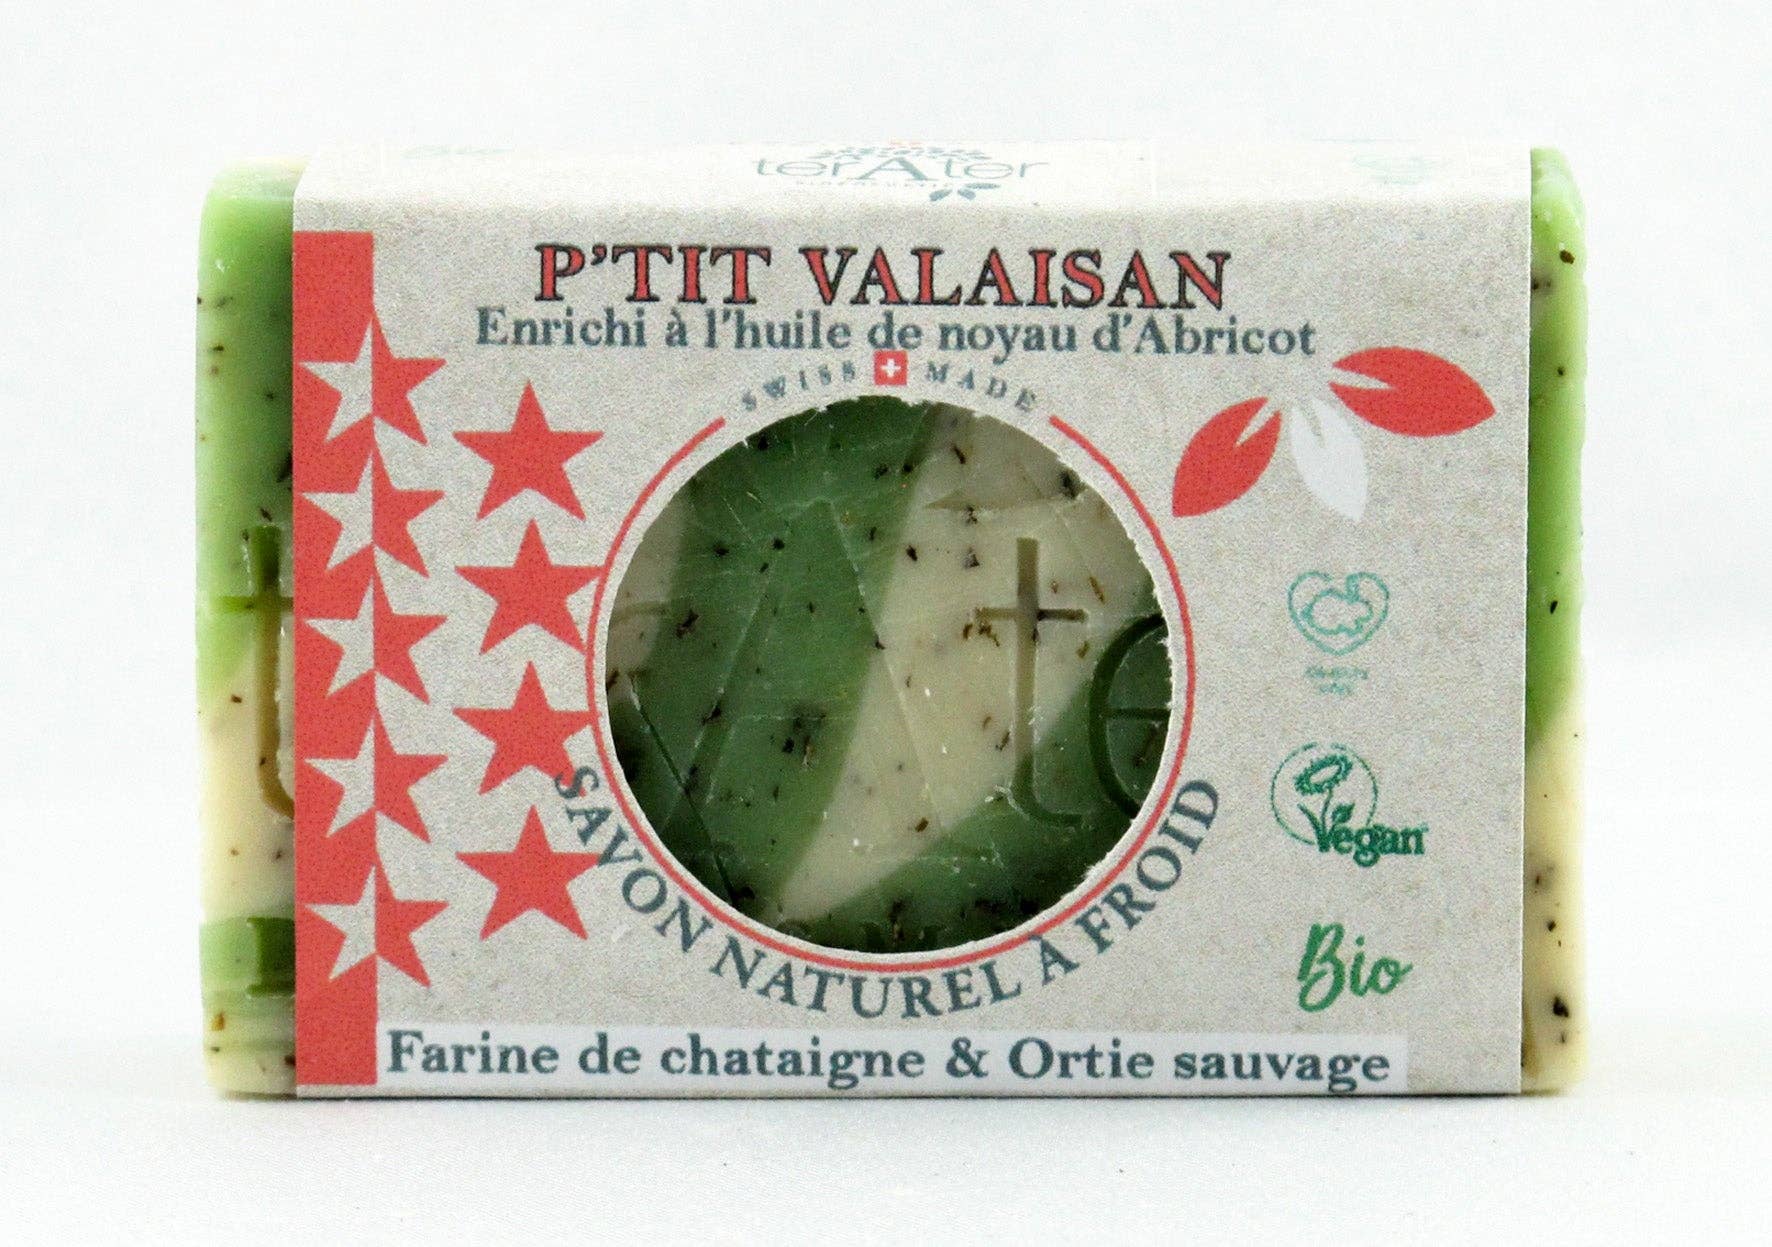 terAter
P'TIT VALAISAN
Enrichi à l'huile de noyau d'Abricot
SWISS MADE
te
SAVON NATUREL À FROID
Vegan
Bio
Farine de chataigne & Ortie sauvage